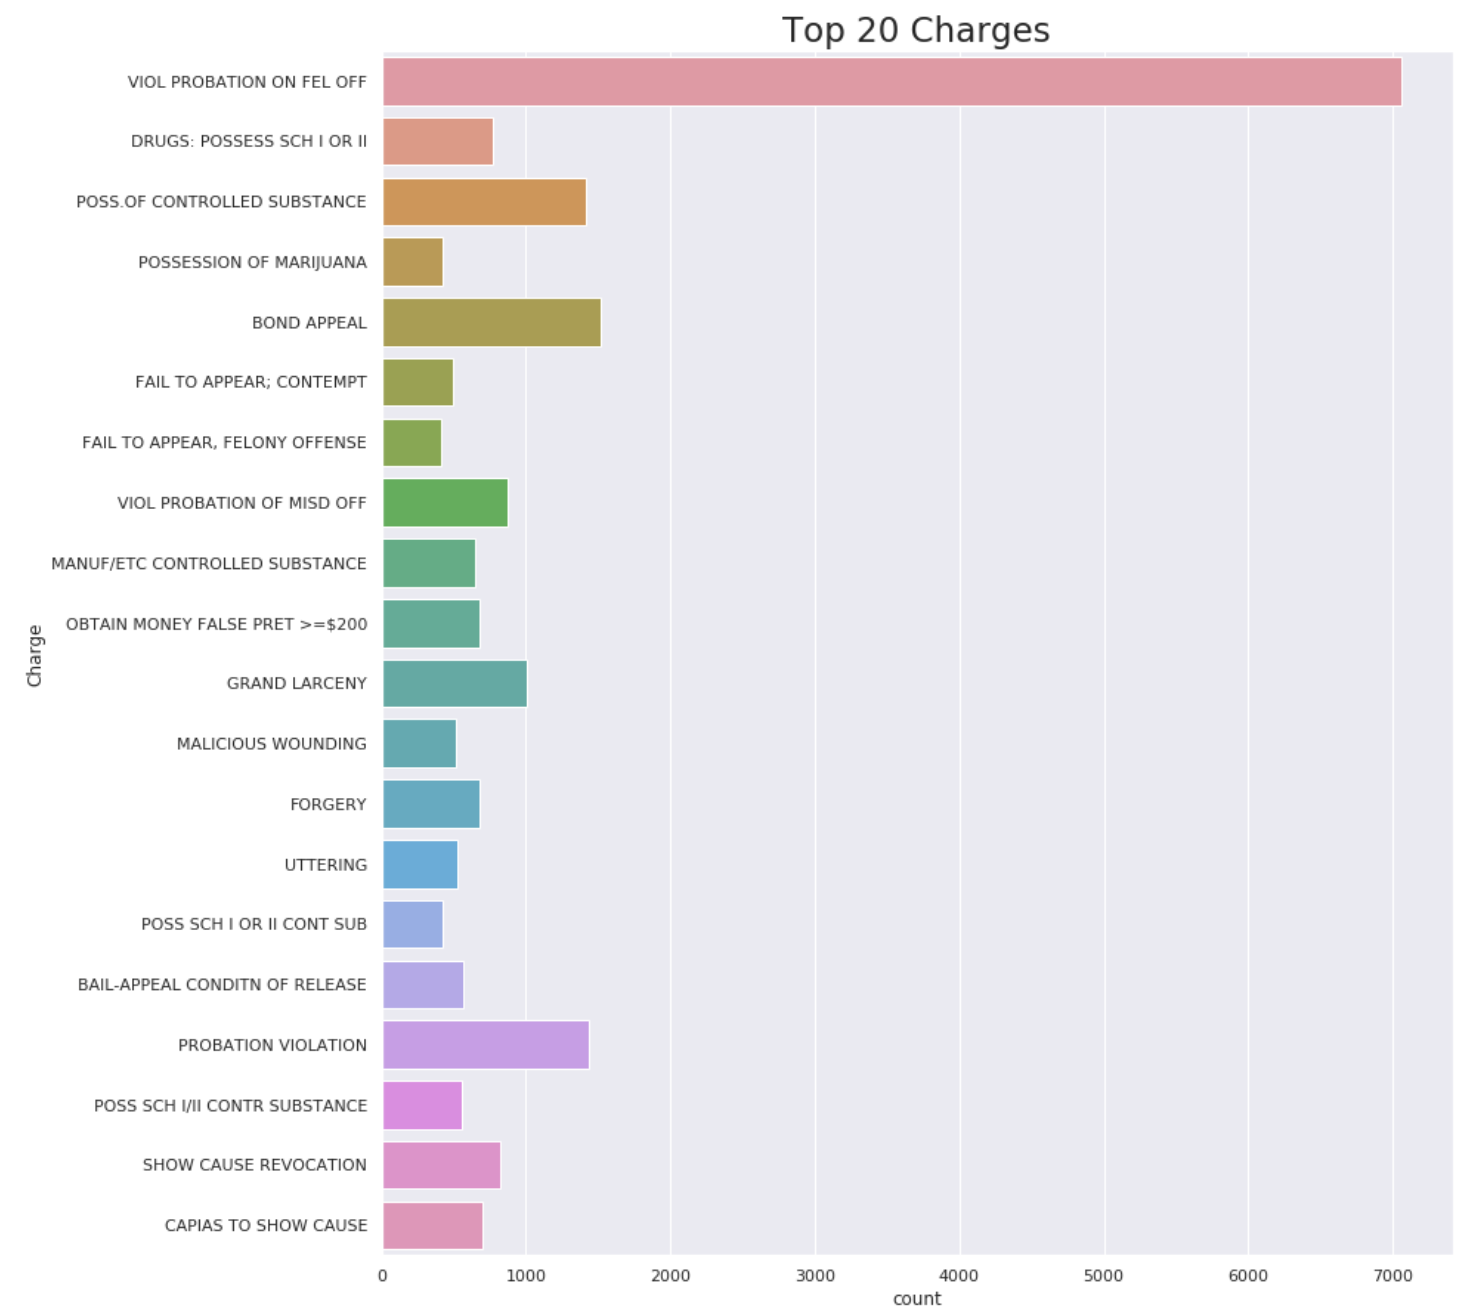 Top 20 Charges
VIOL PROBATION ON FEL OFF
DRUGS: POSSESS SCH I OR II
POSS.OF CONTROLLED SUBSTANCE
POSSESSION OF MARIJUANA
BOND APPEAL
FAIL TO APPEAR; CONTEMPT
FAIL TO APPEAR, FELONY OFFENSE
VIOL PROBATION OF MISD OFF
MANUF/ETC CONTROLLED SUBSTANCE
OBTAIN MONEY FALSE PRET >=$200
GRAND LARCENY
MALICIOUS WOUNDING
FORGERY
UTTERING
POSS SCH I OR II CONT SUB
BAIL-APPEAL CONDITN OF RELEASE
PROBATION VIOLATION
POSS SCH I/II CONTR SUBSTANCE
SHOW CAUSE REVOCATION
CAPIAS TO SHOW CAUSE
Charge
0 1000 2000 3000 4000 5000 6000 7000
count